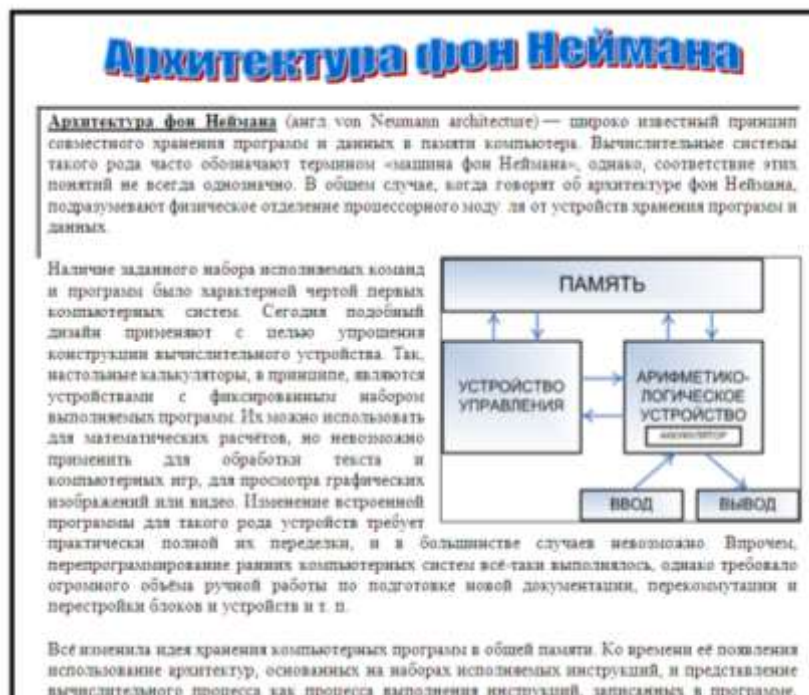 Архитектура фон Неймана
Архитектура фон Неймана (англ von Neumann architecture) — широко известный принцип
совместного хранения программ и данных в памяти компьютера. Вычислительные системы
такого рода часто обозначают термином «машина фон Неймана», однако, соответствие этих
понятий не всегда однозначно. В общем случае, когда говорят об архитектуре фон Неймана,
подразумевают физическое отделение процессорного моду ля от устройств хранения программ и
данных.
Наличие заданного набора исполняемых команд
и программ было характерной чертой первых
компьютерных систем. Сегодня подобный
дизайн применяют с целью упрощения
конструкции вычислительного устройства. Так,
настольные калькуляторы, в принципе, являются
устройствами с фиксированным набором
выполняемых программ. Их можно использовать
для математических расчётов, но невозможно
применить для обработки текста и
компьютерных игр, для просмотра графических
изображений или видео. Изменение встроенной
программы для такого рода устройств требует
практически полной их переделки, и в большинстве случаев невозможно. Впрочем,
перепрограммирование ранних компьютерных систем всё-таки выполнялось, однако требовало
огромного объёма ручной работы по подготовке новой документации, перекоммутации и
перестройки блоков и устройств и т. п.
ПАМЯТЬ
УСТРОЙСТВО
УПРАВЛЕНИЯ
АРИФМЕТИКО-
ЛОГИЧЕСКОЕ
УСТРОЙСТВО
АККУМУЛЯТОР
ВВОД
ВЫВОД
Всё изменила идея хранения компьютерных программ в общей памяти. Ко времени её появления
использование архитектур, основанных на наборах исполняемых инструкций, и представление
вычислительного процесса как процесса выполнения инструкций, записанных в программе,